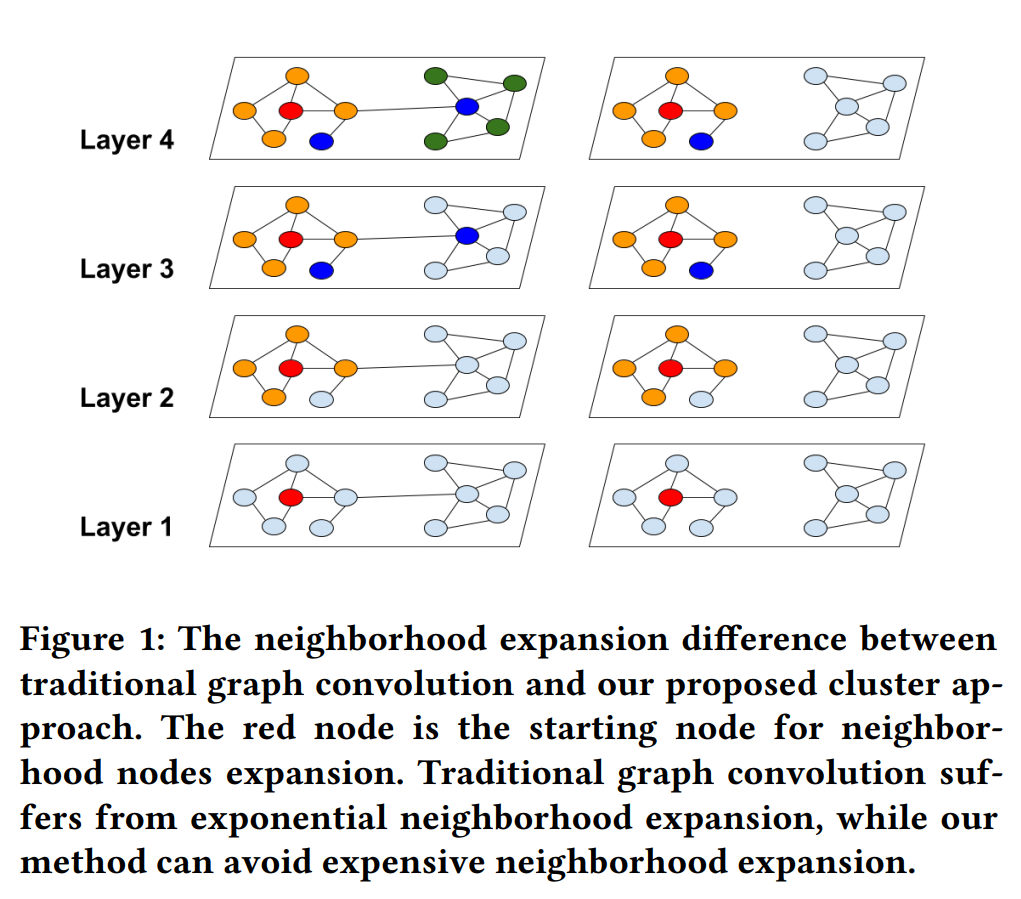 Layer 4
Layer 3
Layer 2
Layer 1
Figure 1: The neighborhood expansion difference between
traditional graph convolution and our proposed cluster ap-
proach. The red node is the starting node for neighbor-
hood nodes expansion. Traditional graph convolution suf-
fers from exponential neighborhood expansion, while our
method can avoid expensive neighborhood expansion.